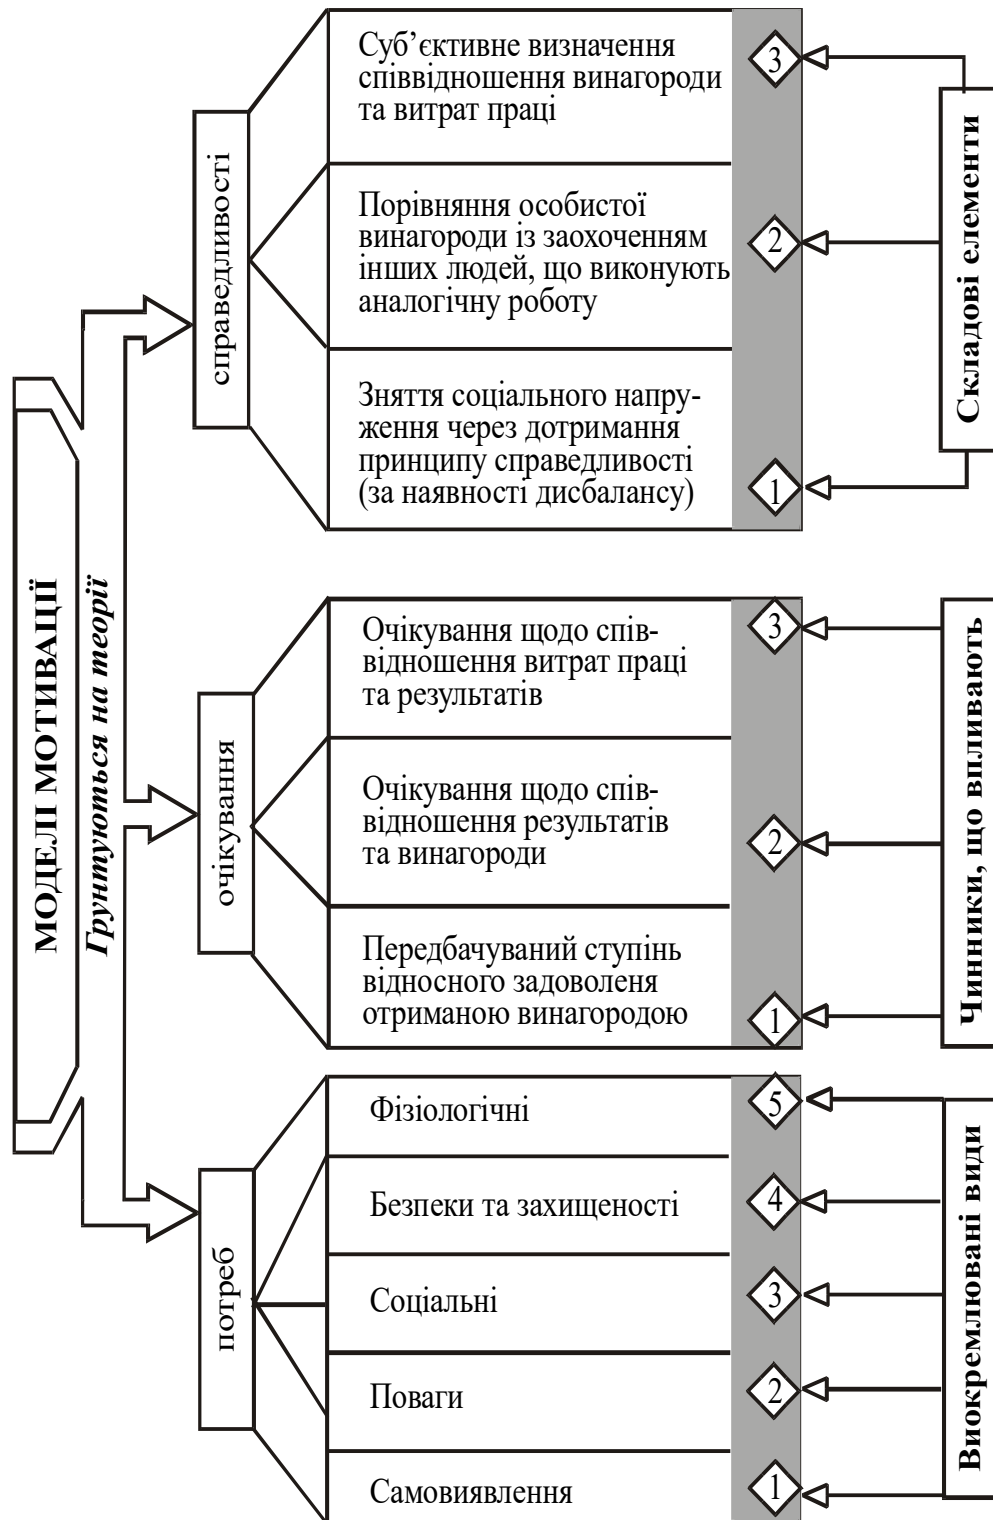 МОДЕЛІ МОТИВАЦІЇ
Ґрунтуються на теорії
справедливості
Суб’єктивне визначення
співвідношення винагороди
та витрат праці
3
Порівняння особистої
винагороди із заохоченням
інших людей, що виконують
аналогічну роботу
2
Зняття соціального напру-
ження через дотримання
принципу справедливості
(за наявності дисбалансу)
1
Складові елементи
очікування
Очікування щодо спів-
відношення витрат праці
та результатів
3
Очікування щодо спів-
відношення результатів
та винагороди
2
Передбачуваний ступінь
відносного задоволеня
отриманою винагородою
1
Чинники, що впливають
потреб
Фізіологічні
5
Безпеки та захищеності
4
Соціальні
3
Поваги
2
Самовиявлення
1
Виокремлювані види